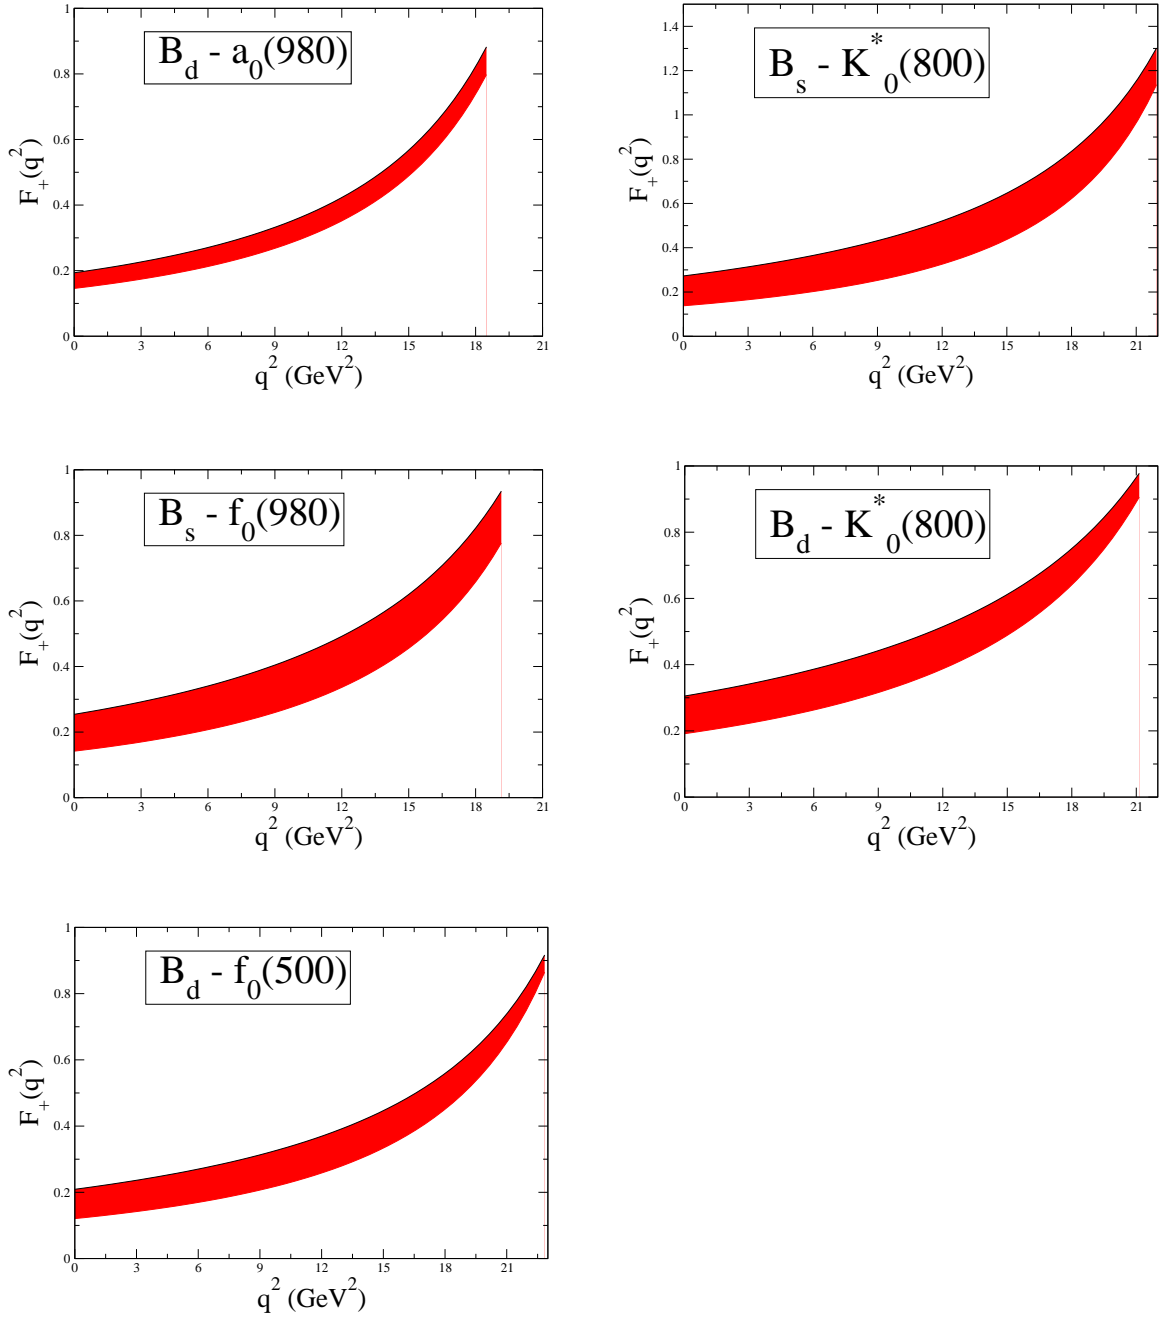 B_d - a_0(980)
1
0.8
0.6
0.4
0.2
0
F_+(q^2)
0 3 6 9 12 15 18 21
q^2 (GeV^2)
B_s - K^*_0(800)
1.4
1.2
1
0.8
0.6
0.4
0.2
0
F_+(q^2)
0 3 6 9 12 15 18 21
q^2 (GeV^2)
B_s - f_0(980)
1
0.8
0.6
0.4
0.2
0
F_+(q^2)
0 3 6 9 12 15 18 21
q^2 (GeV^2)
B_d - K^*_0(800)
1
0.8
0.6
0.4
0.2
0
F_+(q^2)
0 3 6 9 12 15 18 21
q^2 (GeV^2)
B_d - f_0(500)
1
0.8
0.6
0.4
0.2
0
F_+(q^2)
0 3 6 9 12 15 18 21
q^2 (GeV^2)